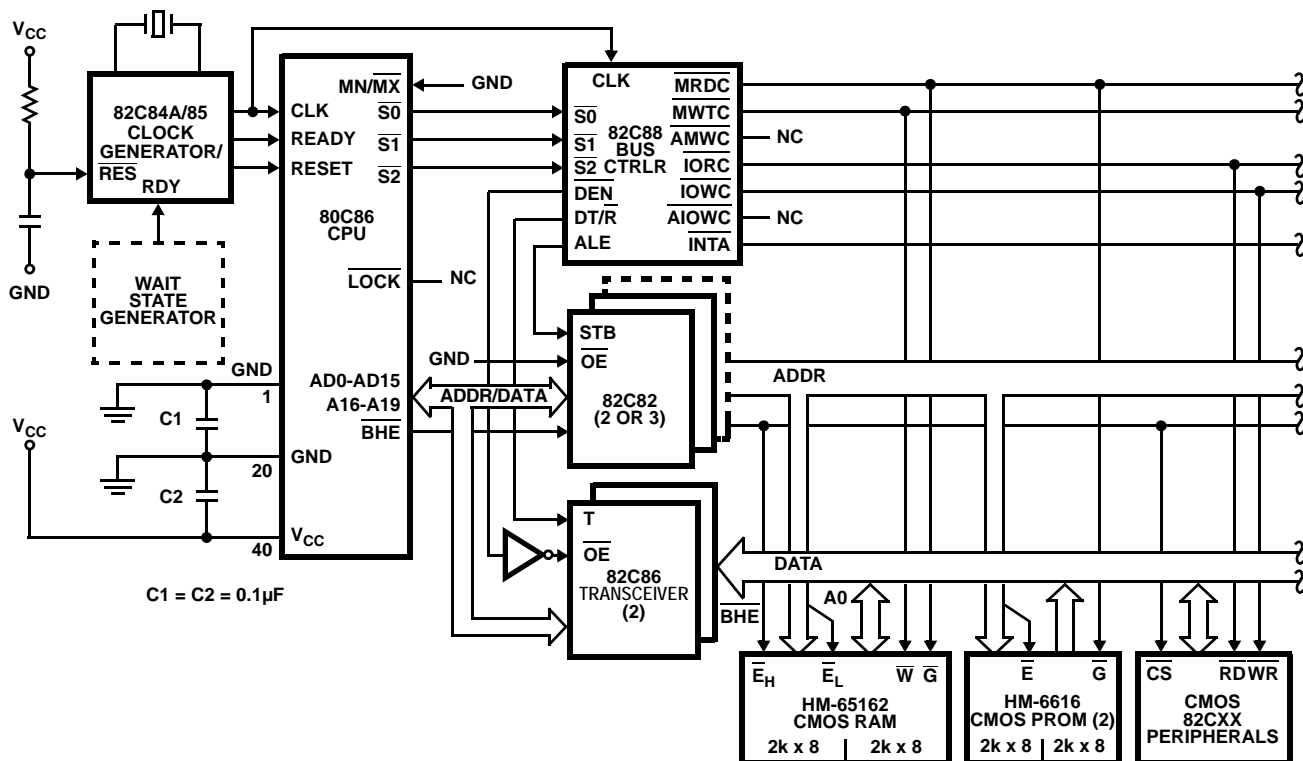 VCC
82C84A/85
CLOCK
GENERATOR/
RES
RDY
GND
WAIT
STATE
GENERATOR
MN/MX
GND
CLK
S0
READY
S1
RESET
S2
80C86
CPU
LOCK
NC
GND
1
AD0-AD15
A16-A19
BHE
ADDR/DATA
C1
VCC
20
GND
C2
40
VCC
C1 = C2 = 0.1µF
CLK
MRDC
S0
82C88
MWTC
S1
BUS
AMWC
NC
S2
CTRLR
IORC
DEN
IOWC
DT/R
AIOWC
NC
ALE
INTA
STB
GND
OE
82C82
(2 OR 3)
ADDR
T
OE
82C86
TRANSCEIVER
(2)
DATA
BHE
A0
EH
EL
W
G
HM-65162
CMOS RAM
2k x 8
2k x 8
E
G
HM-6616
CMOS PROM (2)
2k x 8
2k x 8
CS
RD
WR
CMOS
82CXX
PERIPHERALS